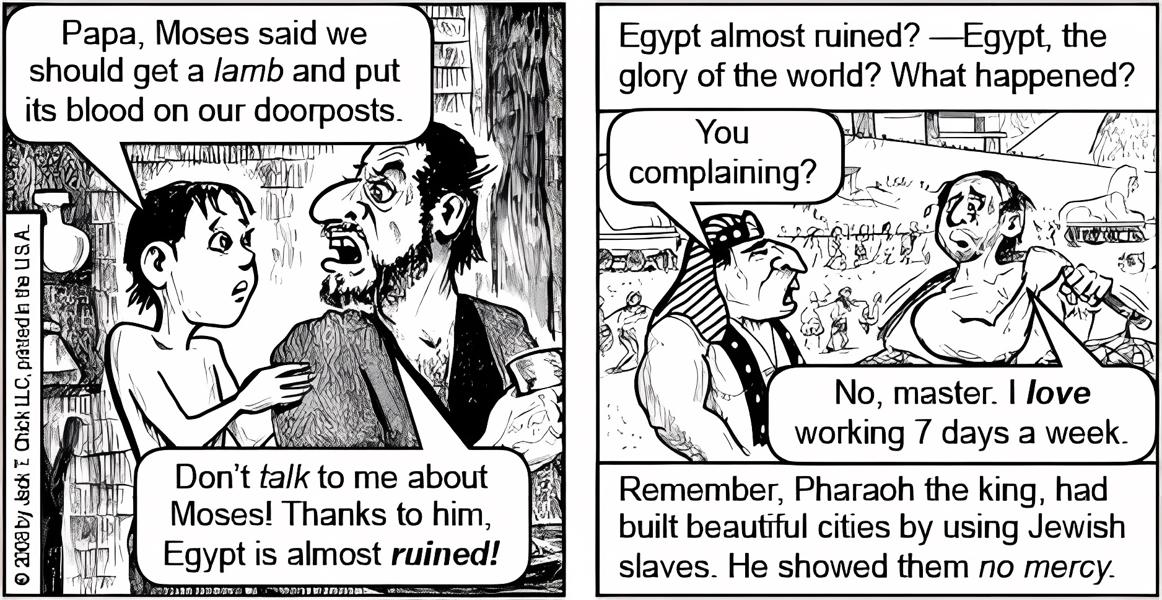 Papa, Moses said we
should get a lamb and put
its blood on our doorposts.
Don't talk to me about
Moses! Thanks to him,
Egypt is almost ruined!
© 2008 by Jack T. Chick LLC, printed in the U.S.A.
Egypt almost ruined? —Egypt, the
glory of the world? What happened?
You
complaining?
No, master. I love
working 7 days a week.
Remember, Pharaoh the king, had
built beautiful cities by using Jewish
slaves. He showed them no mercy.